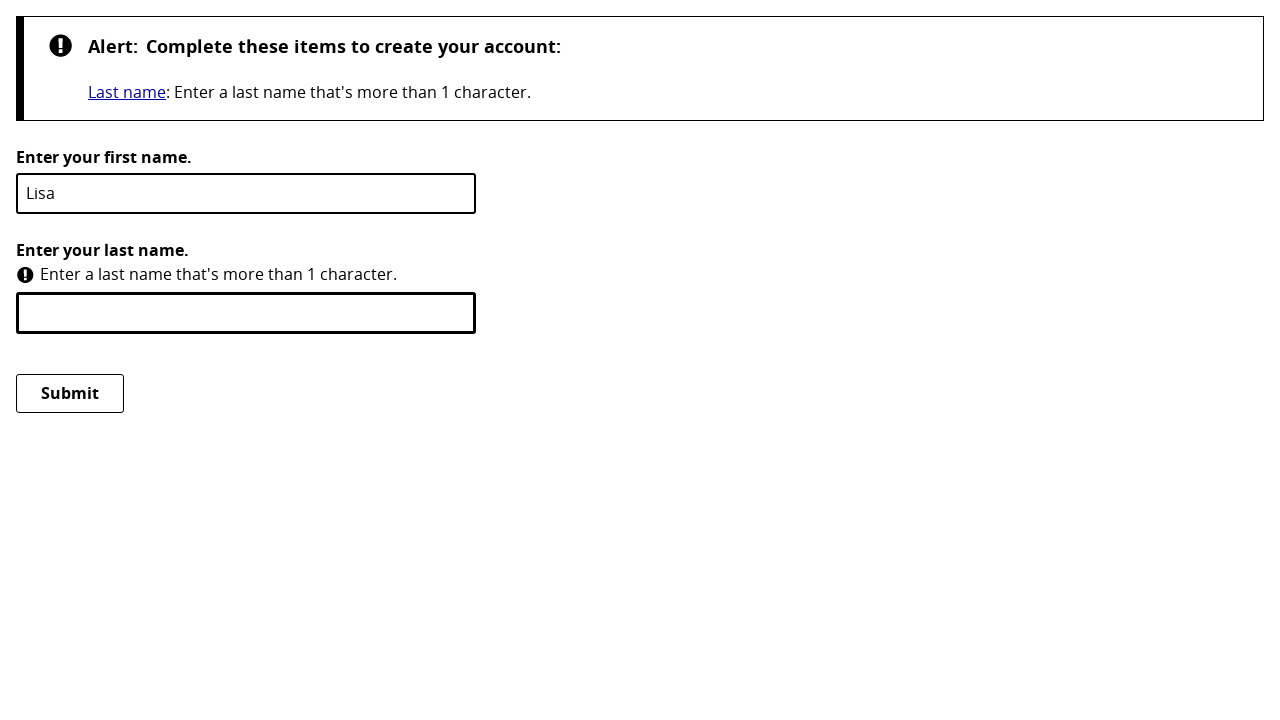 Alert: Complete these items to create your account:
Last name: Enter a last name that's more than 1 character.
Enter your first name.
Lisa
Enter your last name.
Enter a last name that's more than 1 character.
Submit